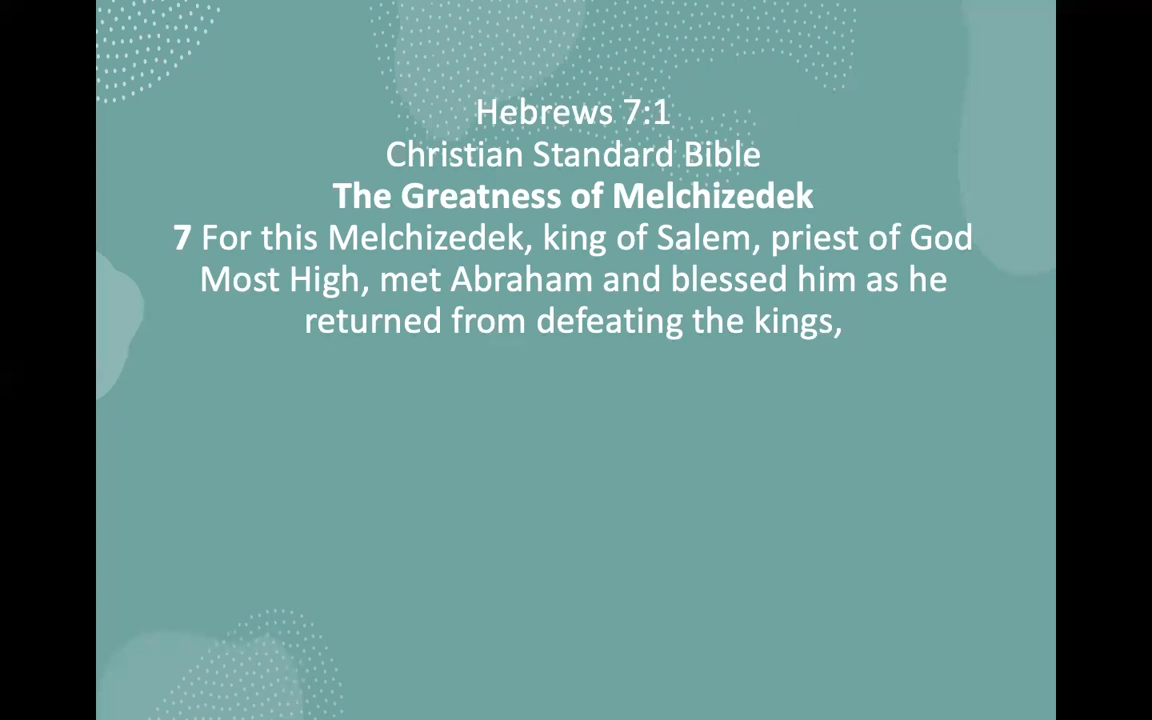 Hebrews 7:1
Christian Standard Bible
The Greatness of Melchizedek
7 For this Melchizedek, king of Salem, priest of God
Most High, met Abraham and blessed him as he
returned from defeating the kings,